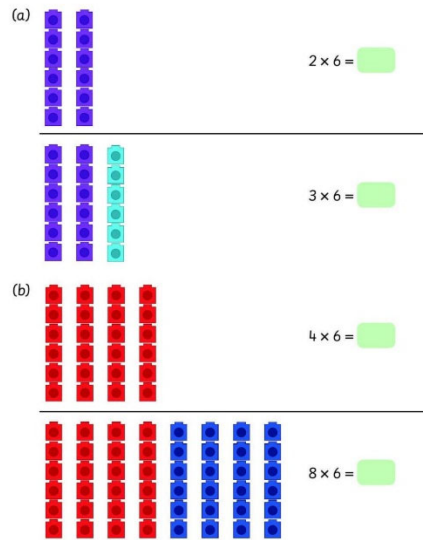 (a)
2 × 6 =
3 × 6 =
(b)
4 × 6 =
8 × 6 =